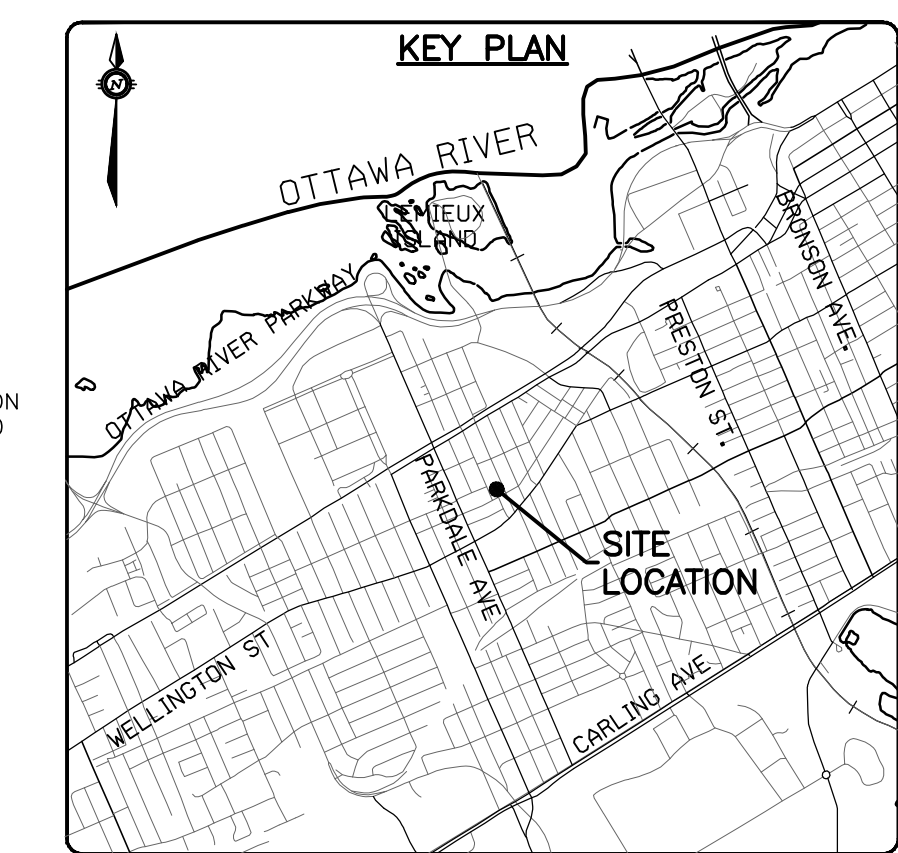 KEY PLAN
N
OTTAWA RIVER
LEMIEUX
ISLAND
OTTAWA RIVER PARKWAY
BRONSON AVE.
PRESTON ST.
ON
PARKDALE AVE
SITE
LOCATION
WELLINGTON ST
CARLING AVE